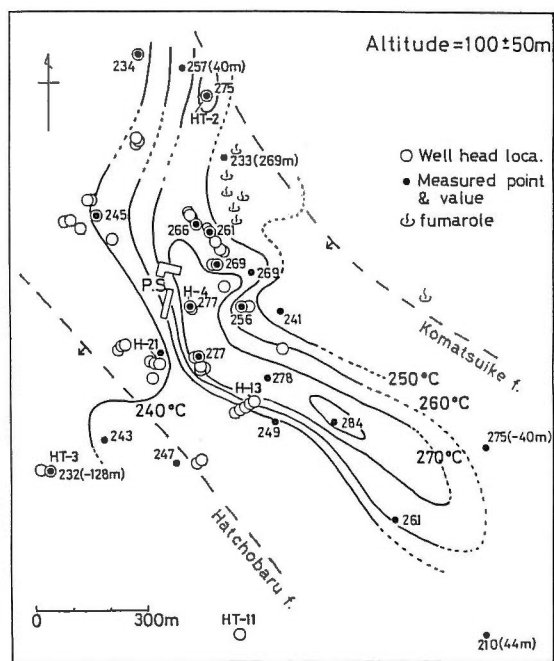 Altitude=100±50m
234
257(40m)
275
HT-2
233(269m)
○ Well head loca.
• Measured point & value
fumarole
245
266
261
269
269
P.S
H-4
277
256
241
Komatsuike f.
H-21
277
250°C
260°C
278
H-13
240°C
284
249
243
270°C
275(-40m)
247
HT-3
232(-128m)
261
Hatchobaru f.
0 300m
HT-11
210(44m)